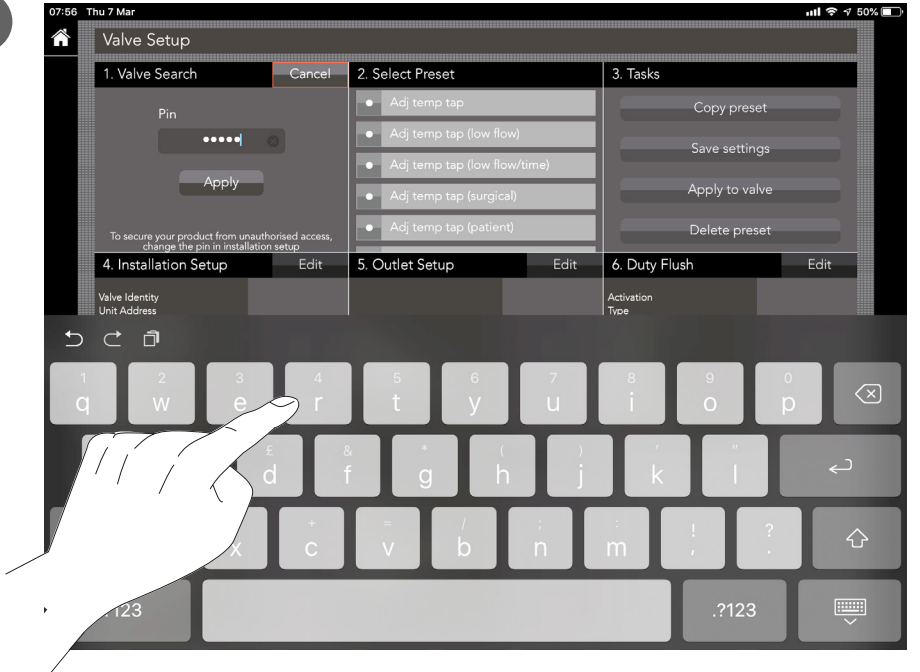 07:56 Thu 7 Mar 50%
Valve Setup
1. Valve Search Cancel
Pin
•••••
Apply
To secure your product from unauthorised access,
change the pin in installation setup
2. Select Preset
Adj temp tap
Adj temp tap (low flow)
Adj temp tap (low flow/time)
Adj temp tap (surgical)
Adj temp tap (patient)
3. Tasks
Copy preset
Save settings
Apply to valve
Delete preset
4. Installation Setup Edit
Valve Identity
Unit Address
5. Outlet Setup Edit
6. Duty Flush Edit
Activation
Type
1 2 3 4 5 6 7 8 9 0
q w e r t y u i o p
£ & * ( ) ' "
d f g h j k l
+ = / ; : ! ?
x c v b n m , .
.?123 .?123